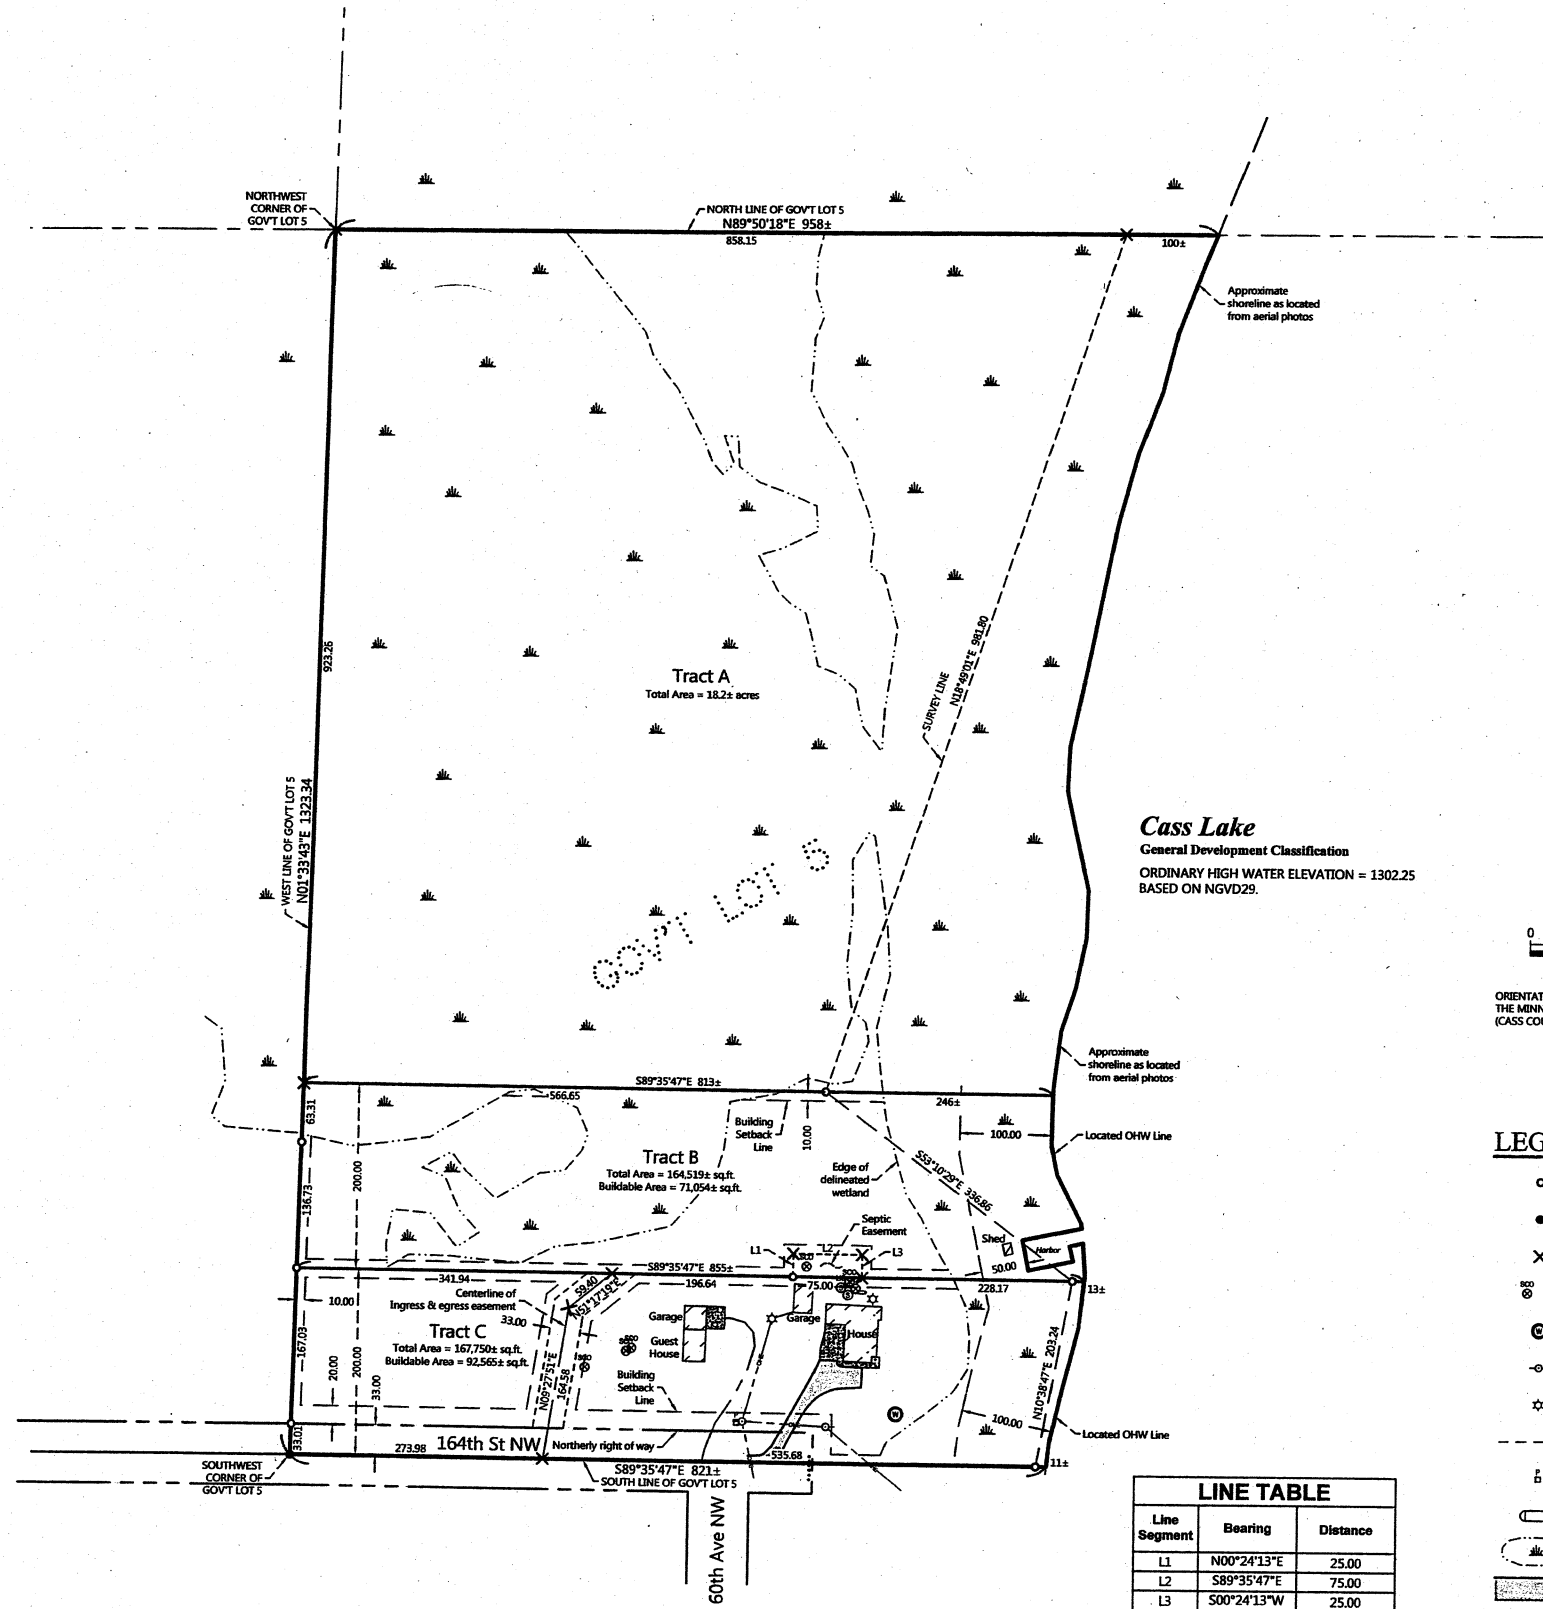 NORTHWEST
CORNER OF
GOV'T LOT 5
NORTH LINE OF GOV'T LOT 5
N89°50'18"E 958±
858.15
100±
Approximate
shoreline as located
from aerial photos
923.26
WEST LINE OF GOV'T LOT 5
N01°33'43"E 1323.34
Tract A
Total Area = 18.2± acres
SURVEY LINE
N18°49'01"E 981.80
GOV'T LOT 5
Cass Lake
General Development Classification
ORDINARY HIGH WATER ELEVATION = 1302.25
BASED ON NGVD29.
0
ORIENTAT
THE MINN
(CASS COU
Approximate
shoreline as located
from aerial photos
S89°35'47"E 813±
566.65
246±
63.31
136.73
200.00
Building
Setback
Line
10.00
100.00
Located OHW Line
LEG
Tract B
Total Area = 164,519± sq.ft.
Buildable Area = 71,054± sq.ft.
Edge of
delineated
wetland
S53°10'29"E 336.86
Septic
Easement
L1
L2
L3
SCO
Shed
Harbor
50.00
S89°35'47"E 855±
341.94
196.64
75.00
228.17
13±
SCO
SCO
59.40
N51°17'19"E
Centerline of
Ingress & egress easement
33.00
10.00
Tract C
Total Area = 167,750± sq.ft.
Buildable Area = 92,565± sq.ft.
167.03
20.00
200.00
33.00
33.01
N09°27'51"E
164.58
SCO
SCO
Garage
Guest
House
Garage
House
S
W
W
Building
Setback
Line
N10°38'47"E 203.24
100.00
Located OHW Line
273.98
164th St NW
Northerly right of way
535.68
11±
S89°35'47"E 821±
SOUTH LINE OF GOV'T LOT 5
SOUTHWEST
CORNER OF
GOV'T LOT 5
60th Ave NW
P
LINE TABLE
Line Segment Bearing Distance
L1 N00°24'13"E 25.00
L2 S89°35'47"E 75.00
L3 S00°24'13"W 25.00